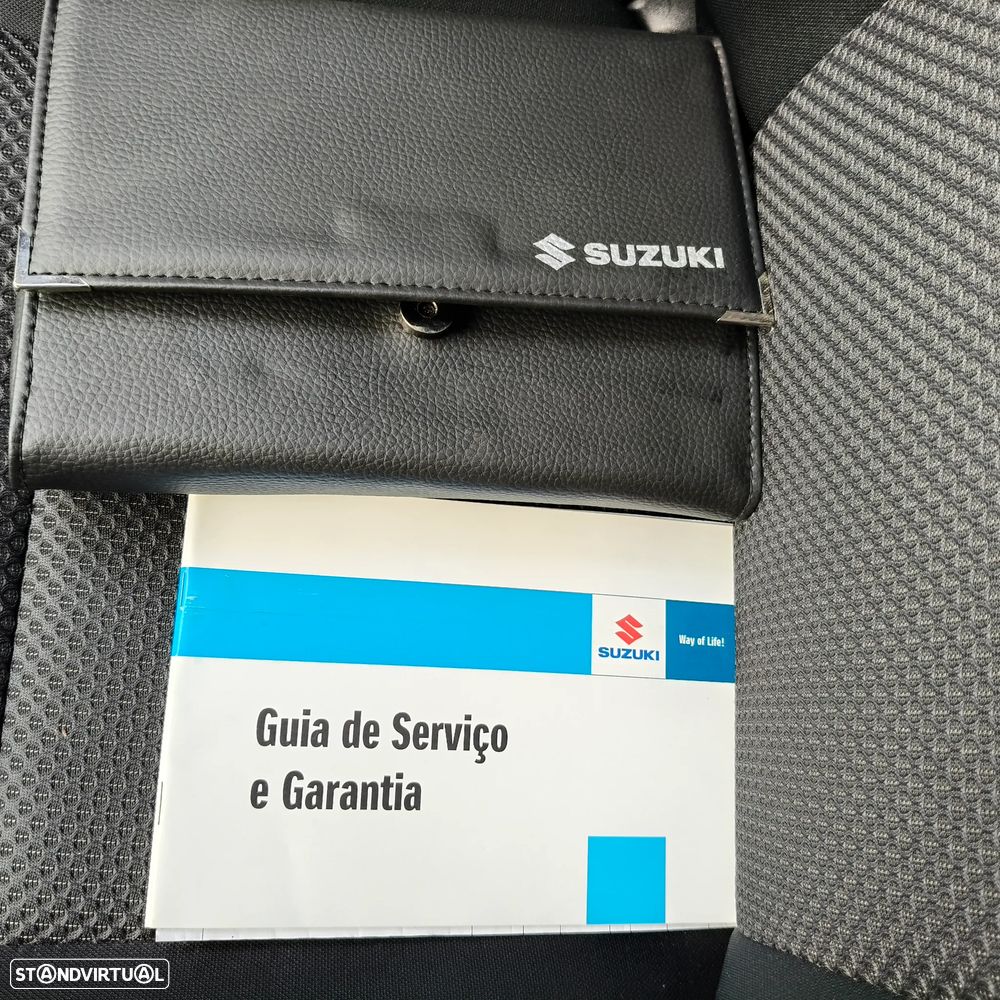 SUZUKI
SUZUKI
Way of Life!
Guia de Serviço
e Garantia
STANDVIRTUAL